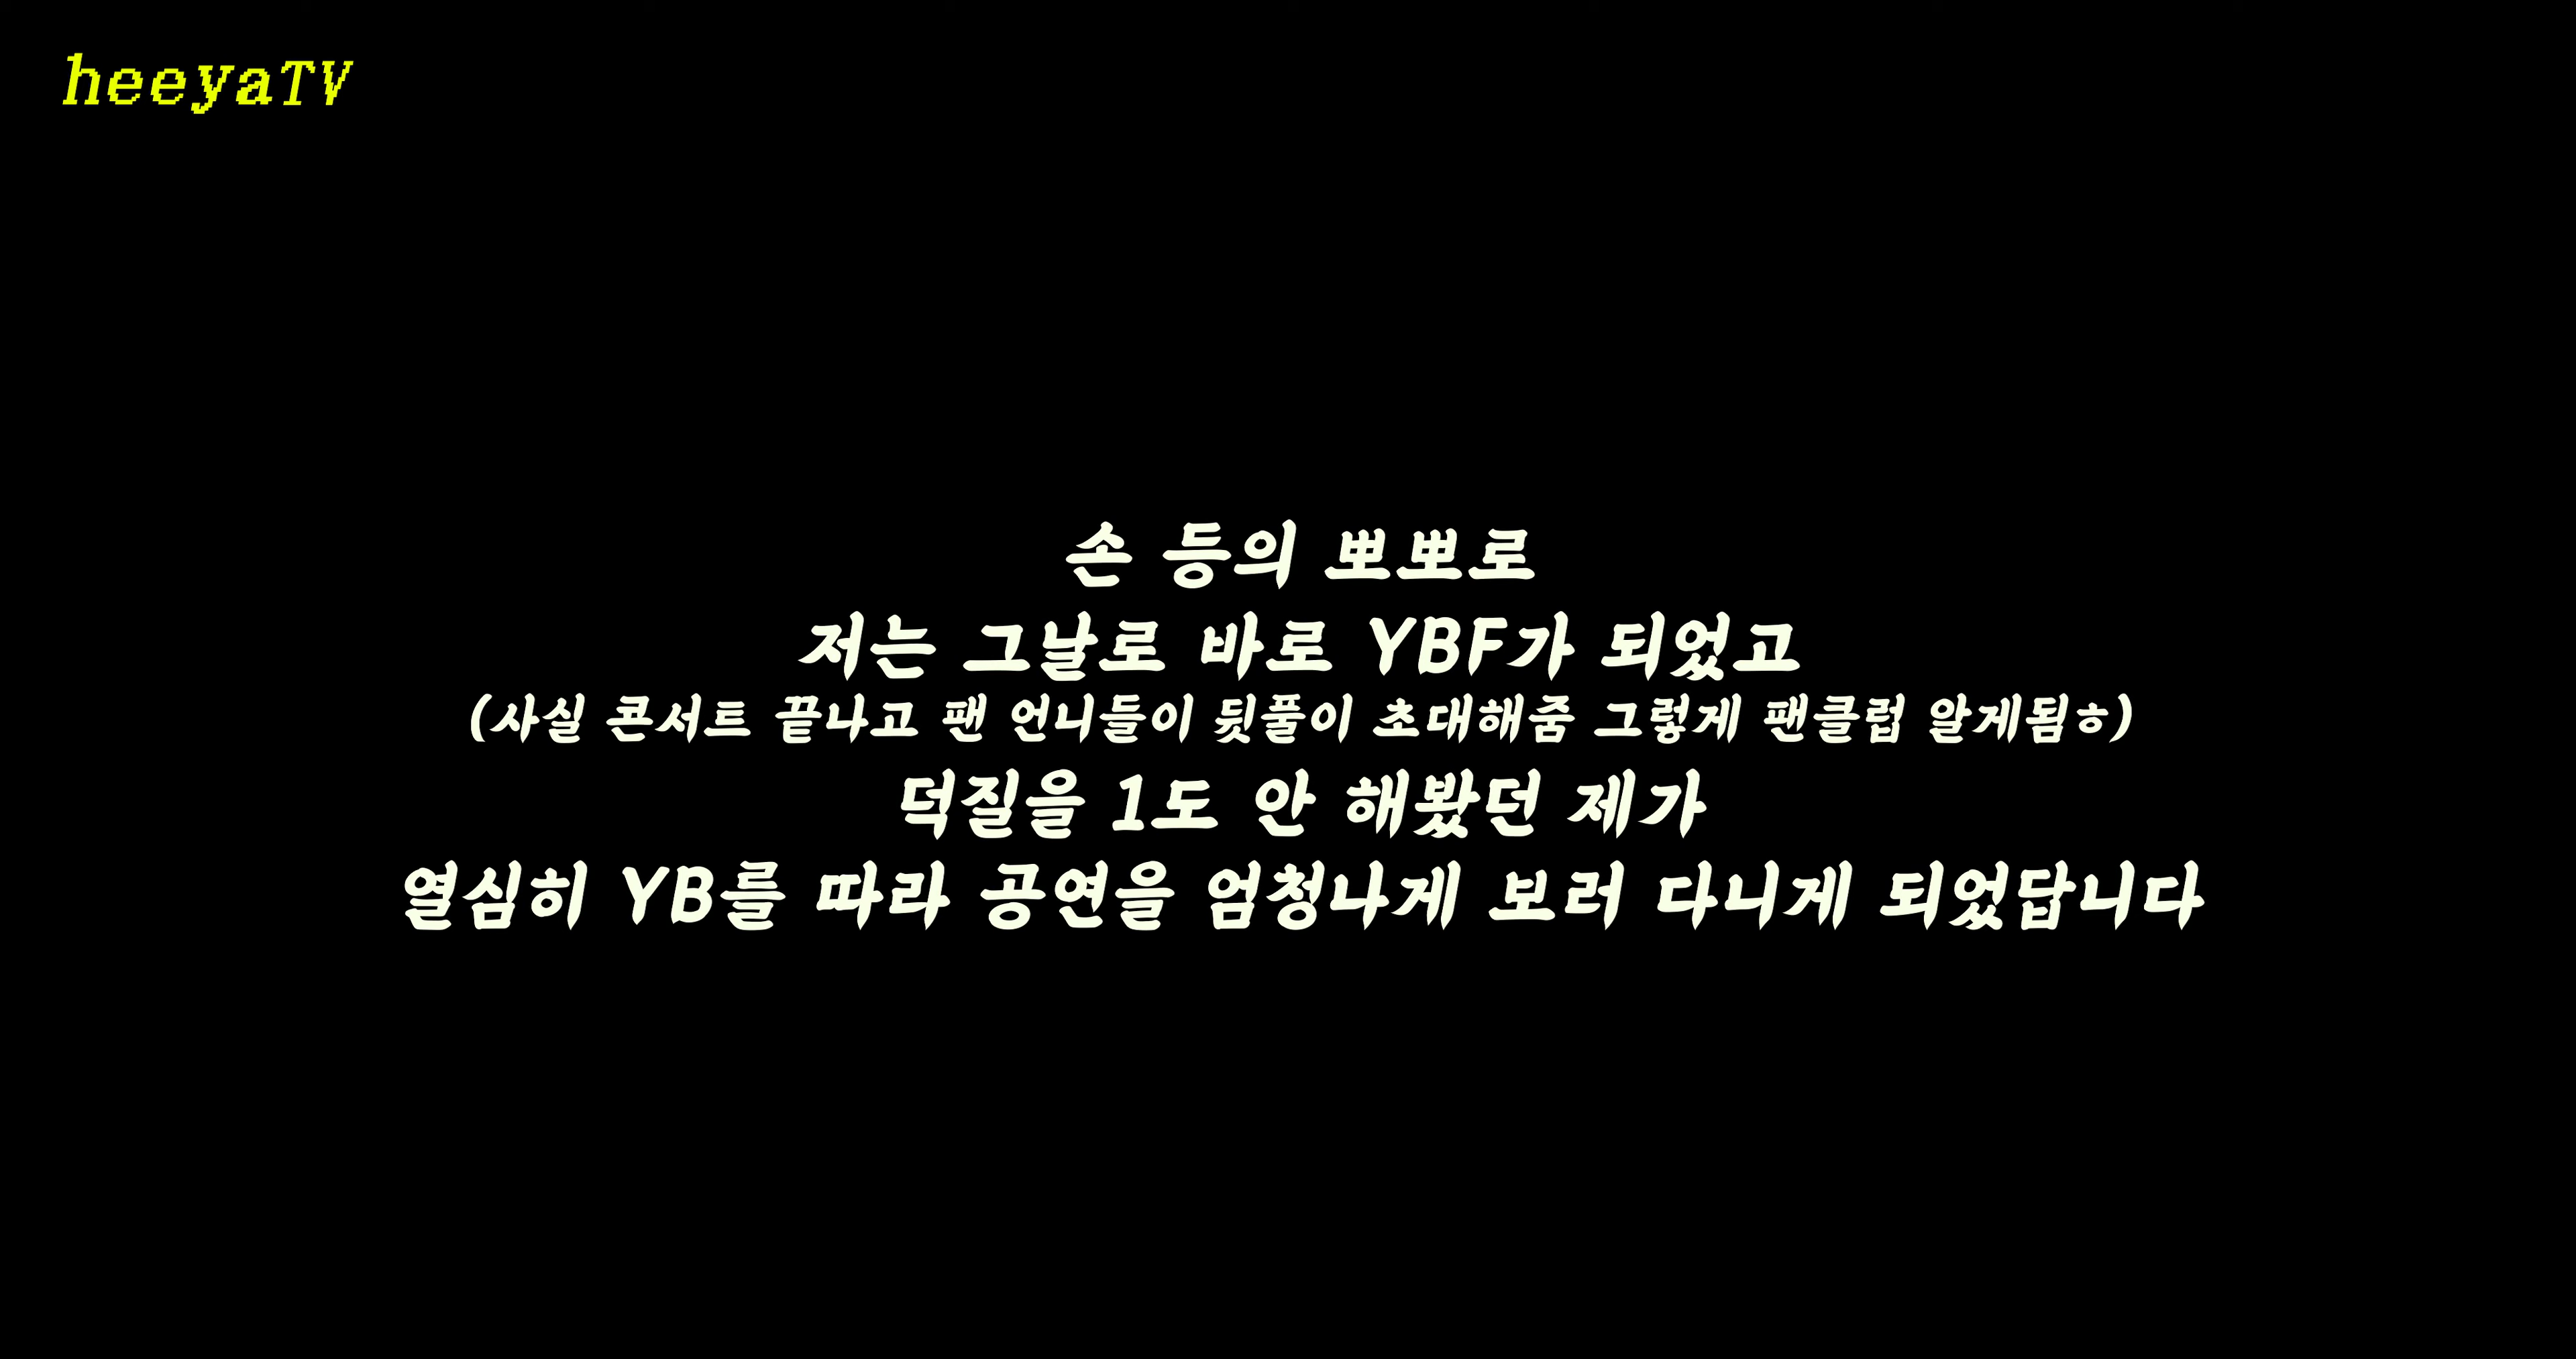 heeyaTV
손 등의 뽀뽀로
저는 그날로 바로 YBF가 되었고
(사실 콘서트 끝나고 팬 언니들이 뒷풀이 초대해줌 그렇게 팬클럽 알게됨ㅎ)
덕질을 1도 안 해봤던 제가
열심히 YB를 따라 공연을 엄청나게 보러 다니게 되었답니다